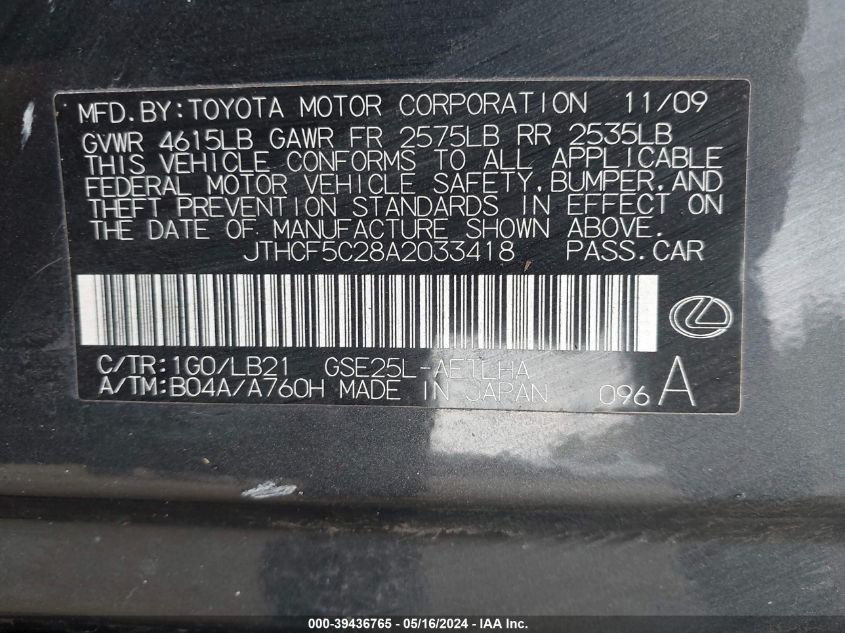 MFD.BY:TOYOTA MOTOR CORPORATION 11/09
GVWR 4615LB GAWR FR 2575LB RR 2535LB
THIS VEHICLE CONFORMS TO ALL APPLICABLE
FEDERAL MOTOR VEHICLE SAFETY, BUMPER, AND
THEFT PREVENTION STANDARDS IN EFFECT ON
THE DATE OF MANUFACTURE SHOWN ABOVE.
JTHCF5C28A2033418 PASS.CAR
C/TR:1G0/LB21 GSE25L-AETLHA
A/TM:B04A/A760H MADE IN JAPAN 096 A
000-39436765 - 05/16/2024 - IAA Inc.